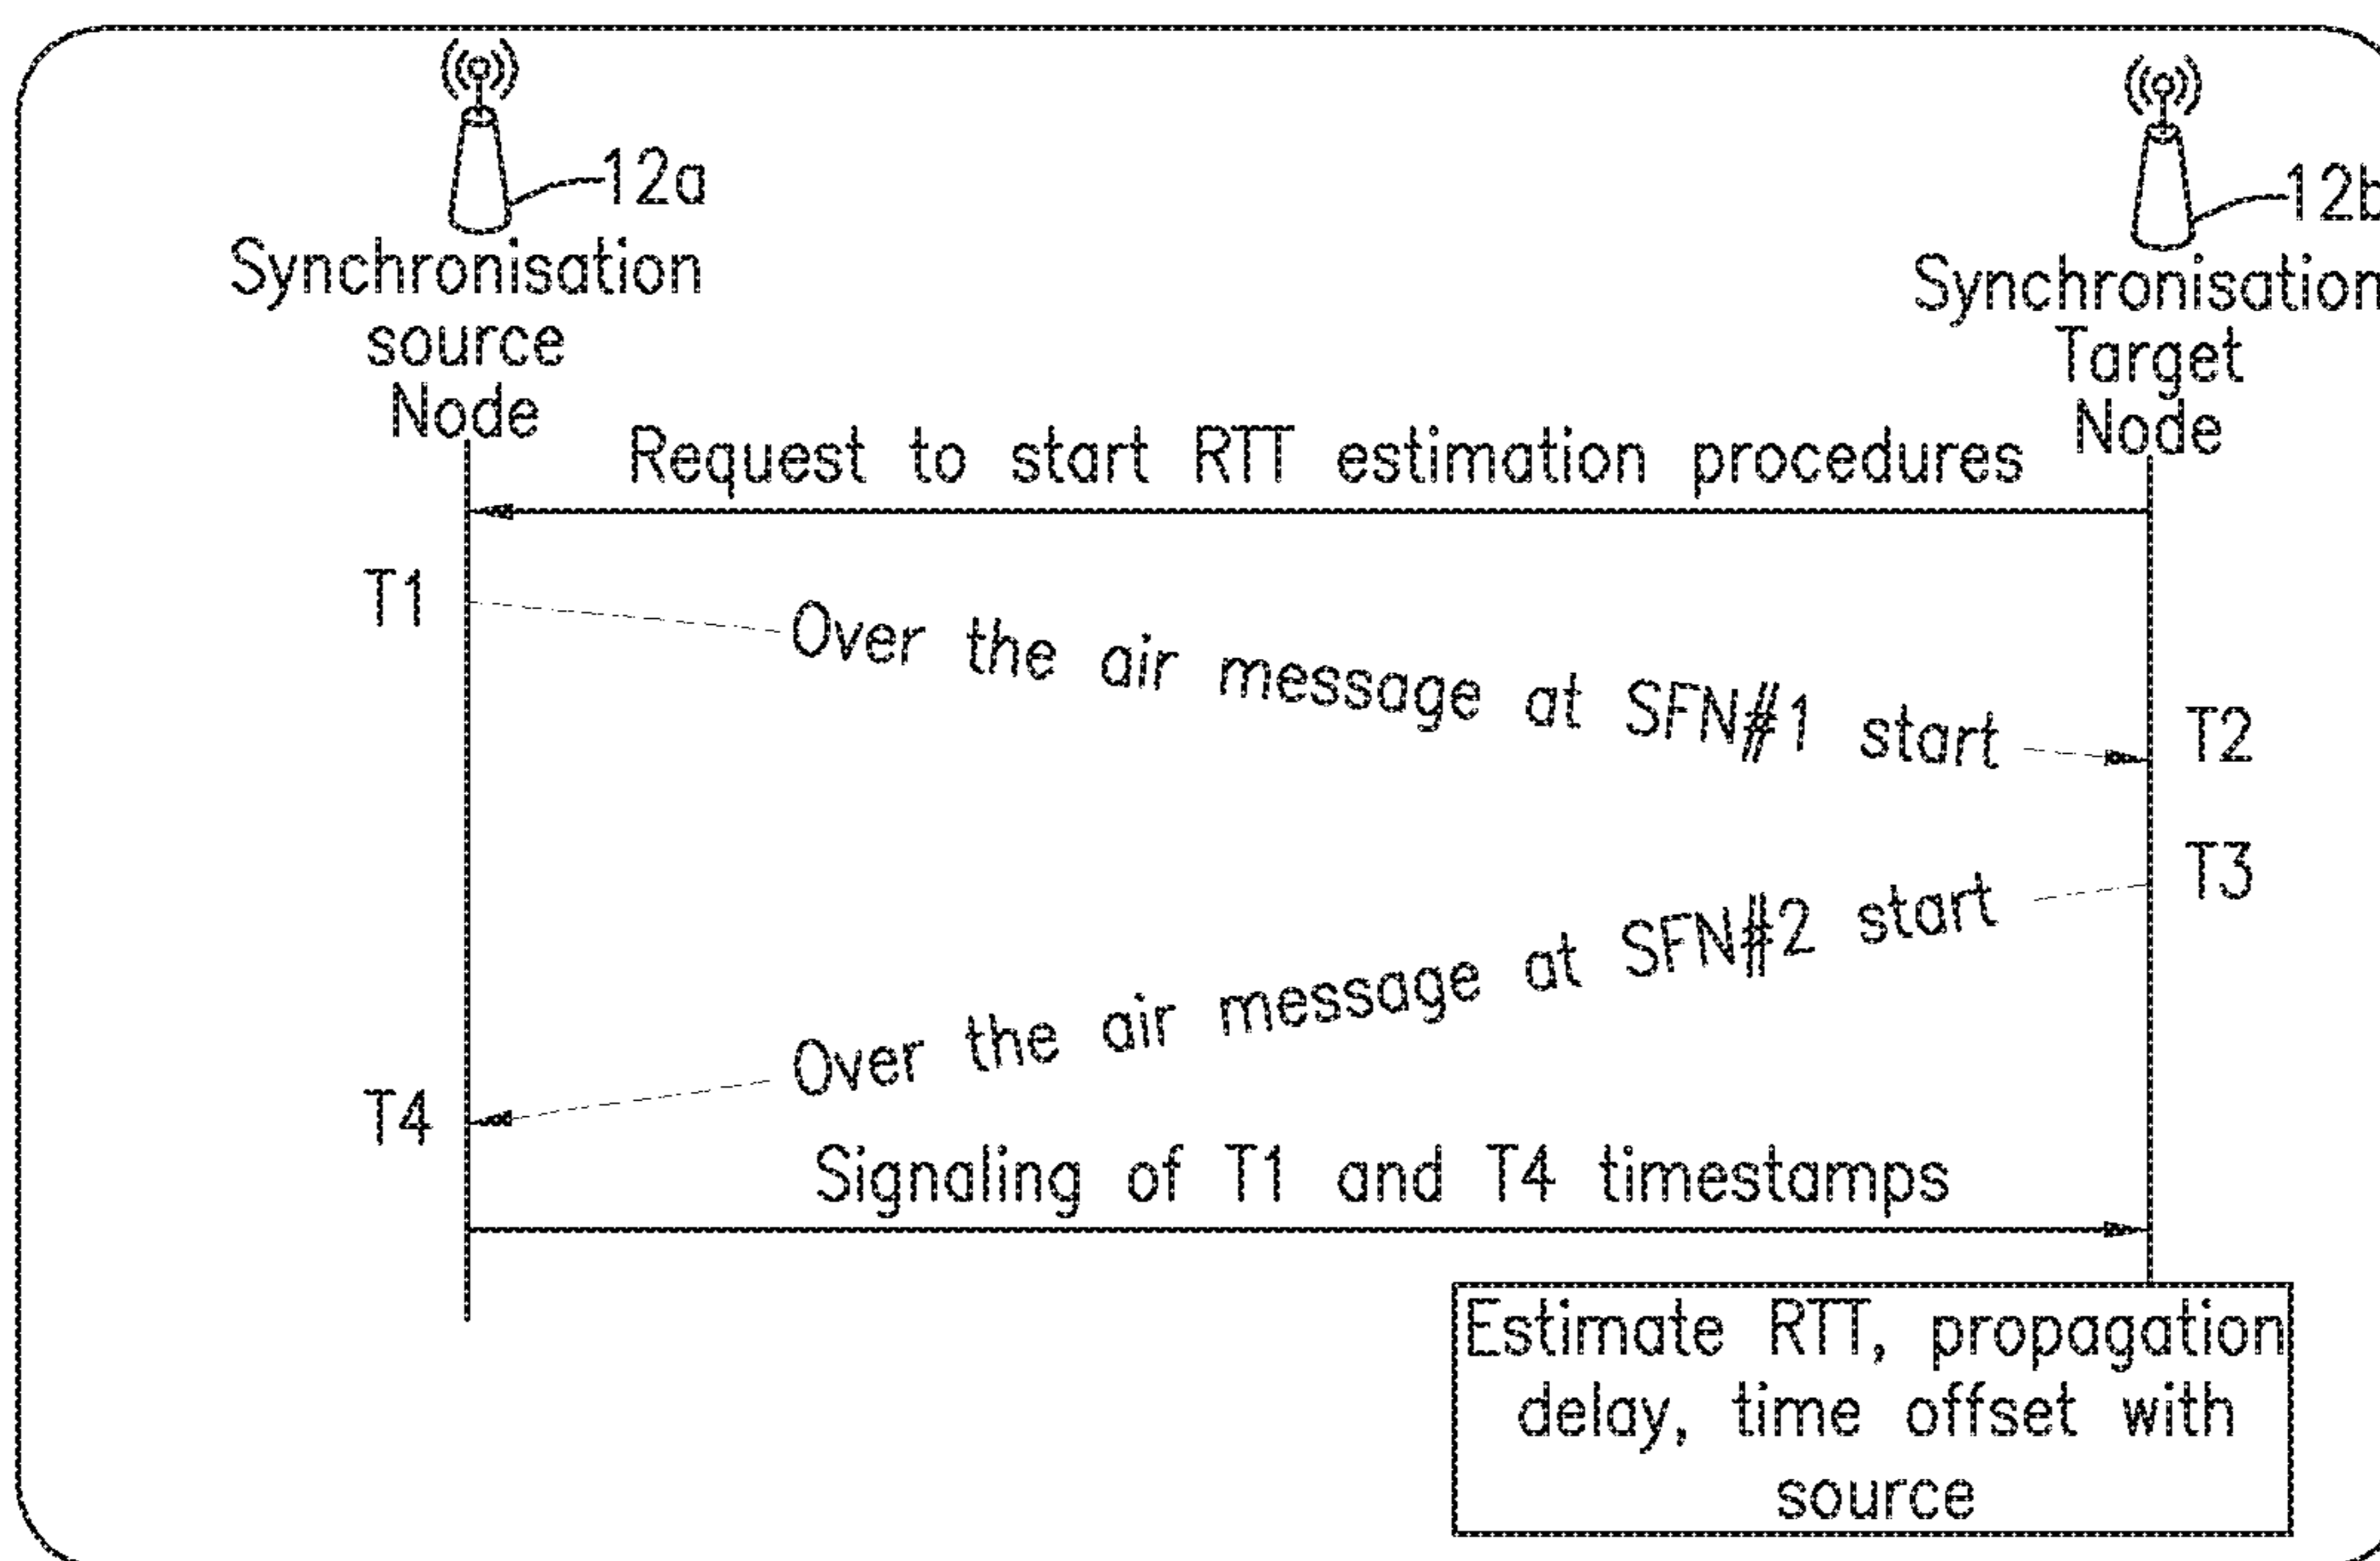 12a
Synchronisation
source
Node
12b
Synchronisation
Target
Node
Request to start RTT estimation procedures
T1
Over the air message at SFN#1 start
T2
T3
Over the air message at SFN#2 start
T4
Signaling of T1 and T4 timestamps
Estimate RTT, propagation
delay, time offset with
source